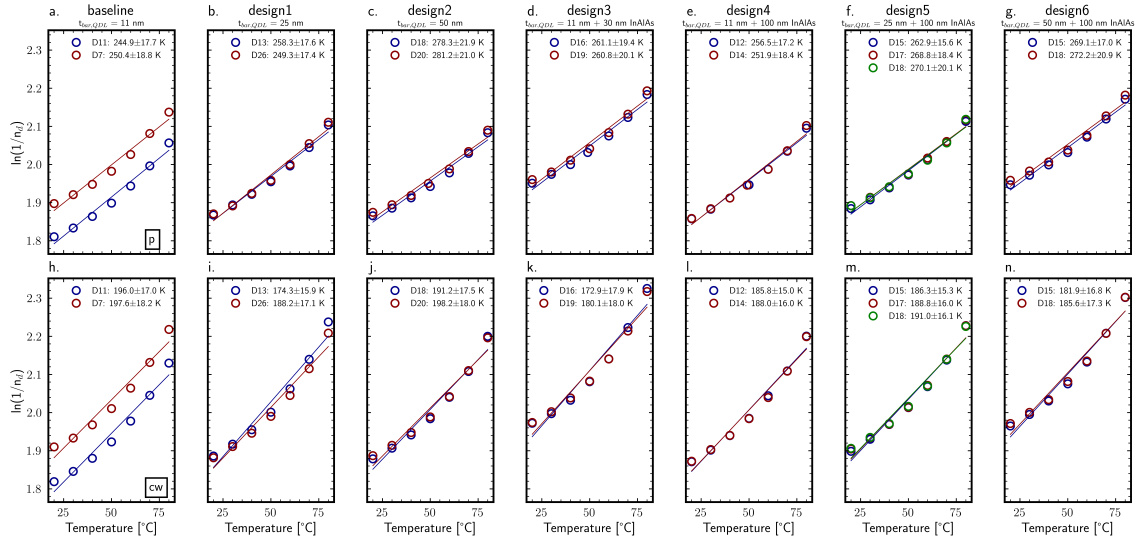 a. baseline
t_bar,QDL = 11 nm
b. design1
t_bar,QDL = 25 nm
c. design2
t_bar,QDL = 50 nm
d. design3
t_bar,QDL = 11 nm + 30 nm InAlAs
e. design4
t_bar,QDL = 11 nm + 100 nm InAlAs
f. design5
t_bar,QDL = 25 nm + 100 nm InAlAs
g. design6
t_bar,QDL = 50 nm + 100 nm InAlAs
ln(1/n_d)
2.3
2.2
2.1
2.0
1.9
1.8
D11: 244.9±17.7 K
D7: 250.4±18.8 K
p
D13: 258.3±17.6 K
D26: 249.3±17.4 K
D18: 278.3±21.9 K
D20: 281.2±21.0 K
D16: 261.1±19.4 K
D19: 260.8±20.1 K
D12: 256.5±17.2 K
D14: 251.9±18.4 K
D15: 262.9±15.6 K
D17: 268.8±18.4 K
D18: 270.1±20.1 K
D15: 269.1±17.0 K
D18: 272.2±20.9 K
h.
i.
j.
k.
l.
m.
n.
ln(1/n_d)
2.3
2.2
2.1
2.0
1.9
1.8
D11: 196.0±17.0 K
D7: 197.6±18.2 K
cw
D13: 174.3±15.9 K
D26: 188.2±17.1 K
D18: 191.2±17.5 K
D20: 198.2±18.0 K
D16: 172.9±17.9 K
D19: 180.1±18.0 K
D12: 185.8±15.0 K
D14: 188.0±16.0 K
D15: 186.3±15.3 K
D17: 188.8±16.0 K
D18: 191.0±16.1 K
D15: 181.9±16.8 K
D18: 185.6±17.3 K
25 50 75
25 50 75
25 50 75
25 50 75
25 50 75
25 50 75
25 50 75
Temperature [°C]
Temperature [°C]
Temperature [°C]
Temperature [°C]
Temperature [°C]
Temperature [°C]
Temperature [°C]